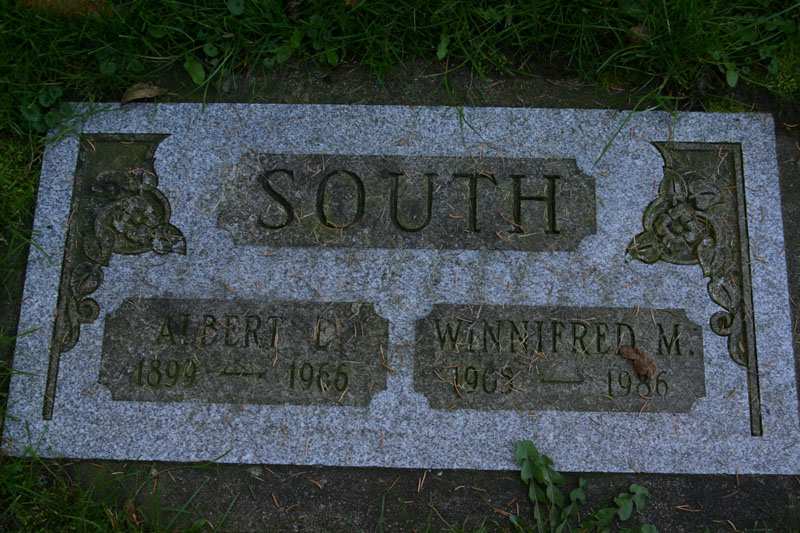 SOUTH
ALBERT L.
1899 — 1966
WINNIFRED M.
— 1986